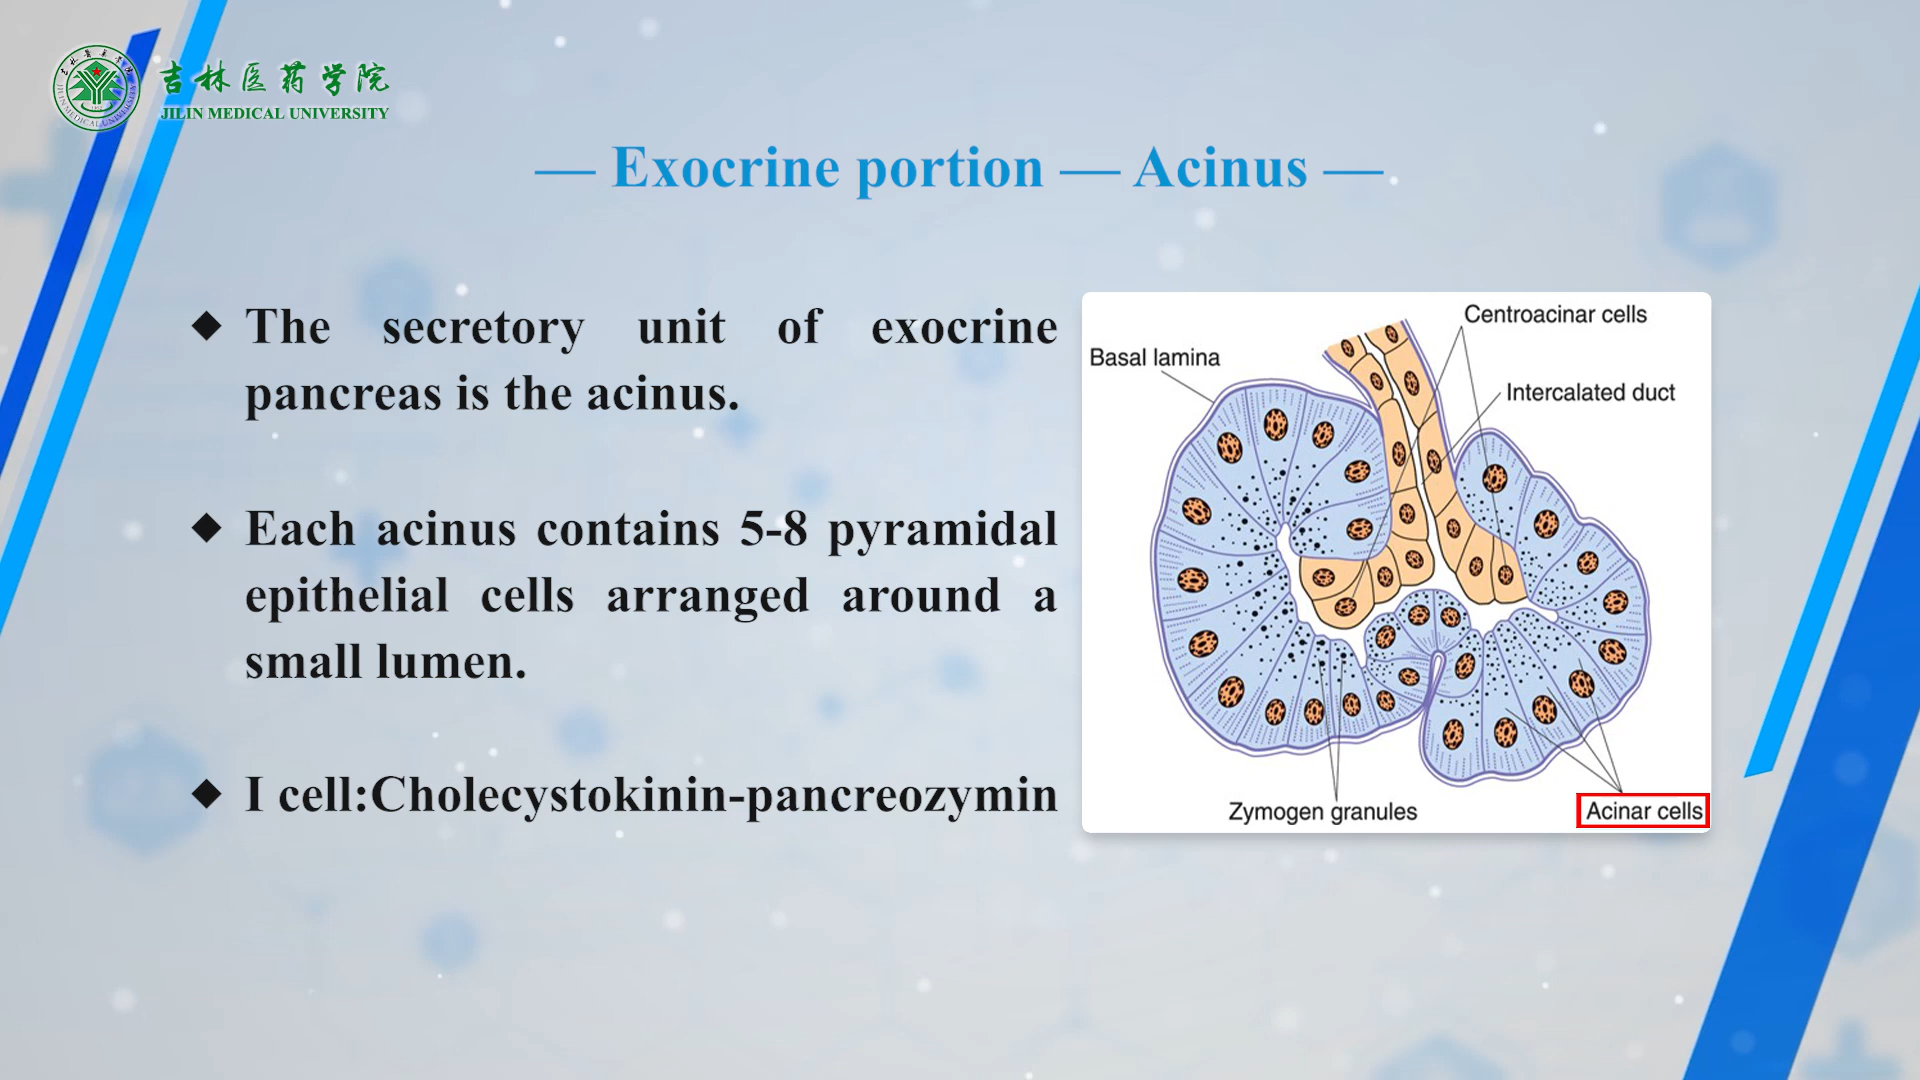 吉林医药学院
JILIN MEDICAL UNIVERSITY
— Exocrine portion — Acinus —
◆ The secretory unit of exocrine
pancreas is the acinus.
◆ Each acinus contains 5-8 pyramidal
epithelial cells arranged around a
small lumen.
◆ I cell:Cholecystokinin-pancreozymin
Centroacinar cells
Basal lamina
Intercalated duct
Zymogen granules
Acinar cells